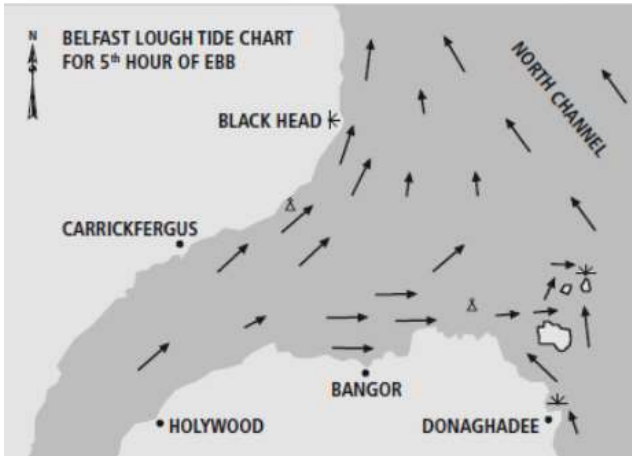 N
BELFAST LOUGH TIDE CHART
FOR 5th HOUR OF EBB
NORTH CHANNEL
BLACK HEAD
CARRICKFERGUS
BANGOR
HOLYWOOD
DONAGHADEE